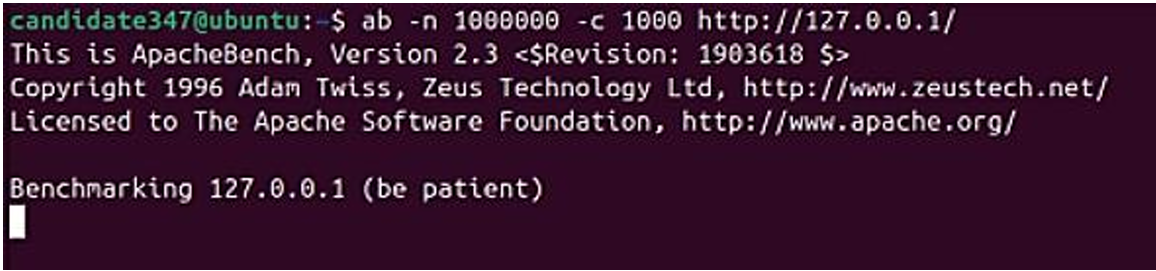 candidate347@ubuntu:~$ ab -n 1000000 -c 1000 http://127.0.0.1/
This is ApacheBench, Version 2.3 <$Revision: 1903618 $>
Copyright 1996 Adam Twiss, Zeus Technology Ltd, http://www.zeustech.net/
Licensed to The Apache Software Foundation, http://www.apache.org/
Benchmarking 127.0.0.1 (be patient)